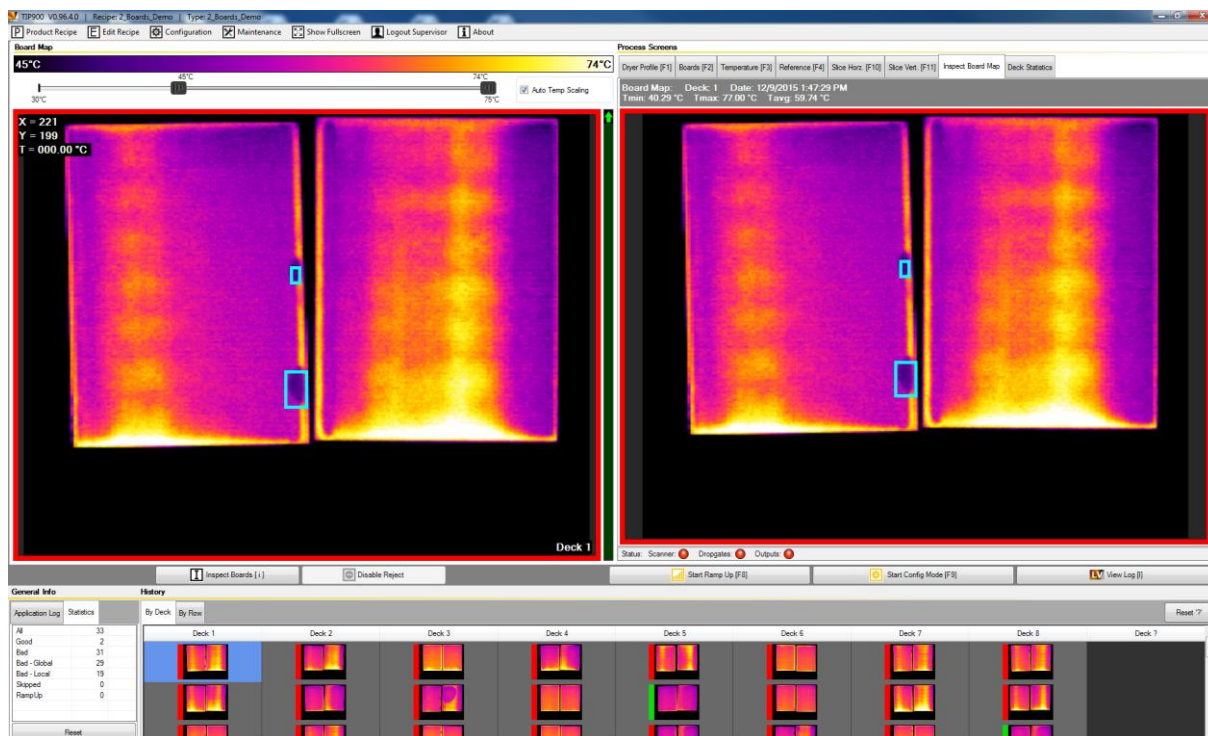 TIP900 V0.96.4.0 | Recipe: 2_Boards_Demo | Type: 2_Boards_Demo
P Product Recipe E Edit Recipe Configuration Maintenance Show Fullscreen Logout Supervisor i About
Board Map
45°C 74°C
45°C 74°C
30°C 75°C
Auto Temp Scaling
X = 221
Y = 199
T = 000.00 °C
Deck 1
Process Screens
Dryer Profile [F1] Boards [F2] Temperature [F3] Reference [F4] Slice Horz. [F10] Slice Vert. [F11] Inspect Board Map Deck Statistics
Board Map: Deck: 1 Date: 12/9/2015 1:47:29 PM
Tmin: 40.29 °C Tmax: 77.00 °C Tavg: 59.74 °C
Status: Scanner: Dropgates: Outputs:
I Inspect Boards [ i ] Disable Reject Start Ramp Up [F8] Start Config Mode [F9] LV View Log [l]
General Info
Application Log Statistics
All 33
Good 2
Bad 31
Bad - Global 29
Bad - Local 19
Skipped 0
RampUp 0
Reset
History
By Deck By Row
Reset '?'
Deck 1 Deck 2 Deck 3 Deck 4 Deck 5 Deck 6 Deck 7 Deck 8 Deck ?